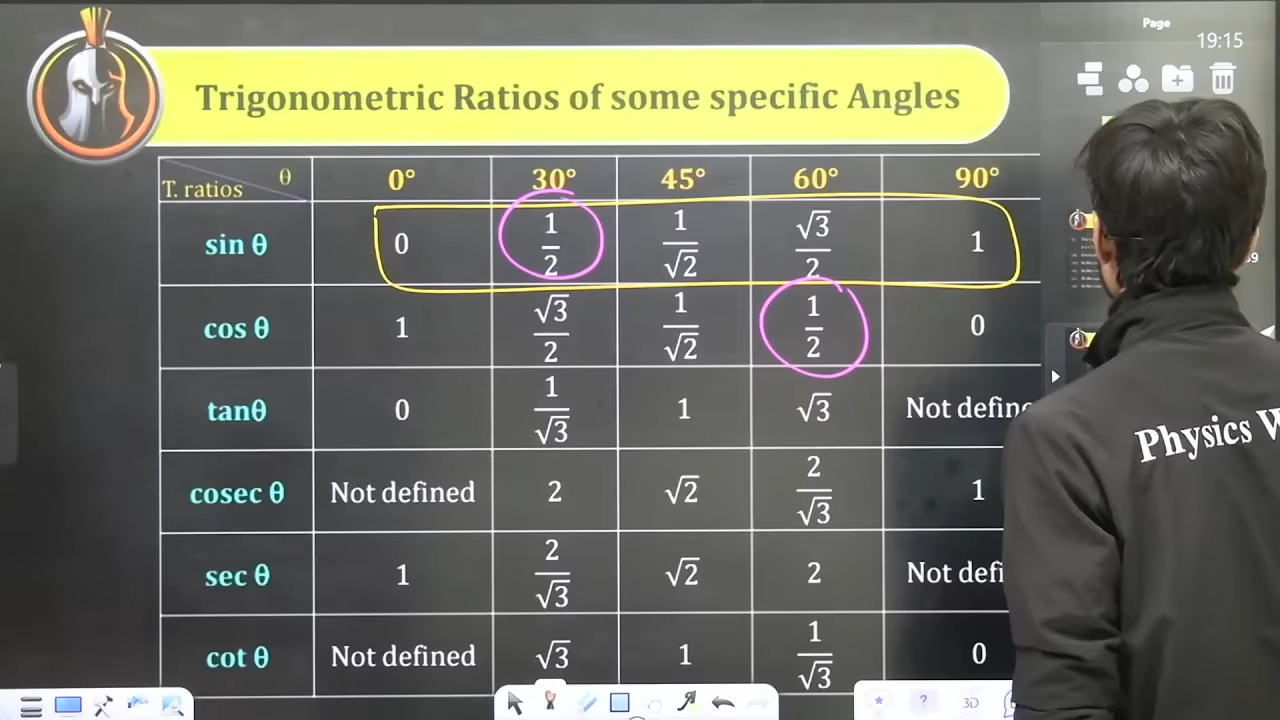 Page
19:15
Trigonometric Ratios of some specific Angles
T. ratios θ 0° 30° 45° 60° 90°
sin θ 0 1/2 1/√2 √3/2 1
cos θ 1 √3/2 1/√2 1/2 0
tanθ 0 1/√3 1 √3 Not define
cosec θ Not defined 2 √2 2/√3 1
sec θ 1 2/√3 √2 2 Not defi
cot θ Not defined √3 1 1/√3 0
Physics W
?
3D